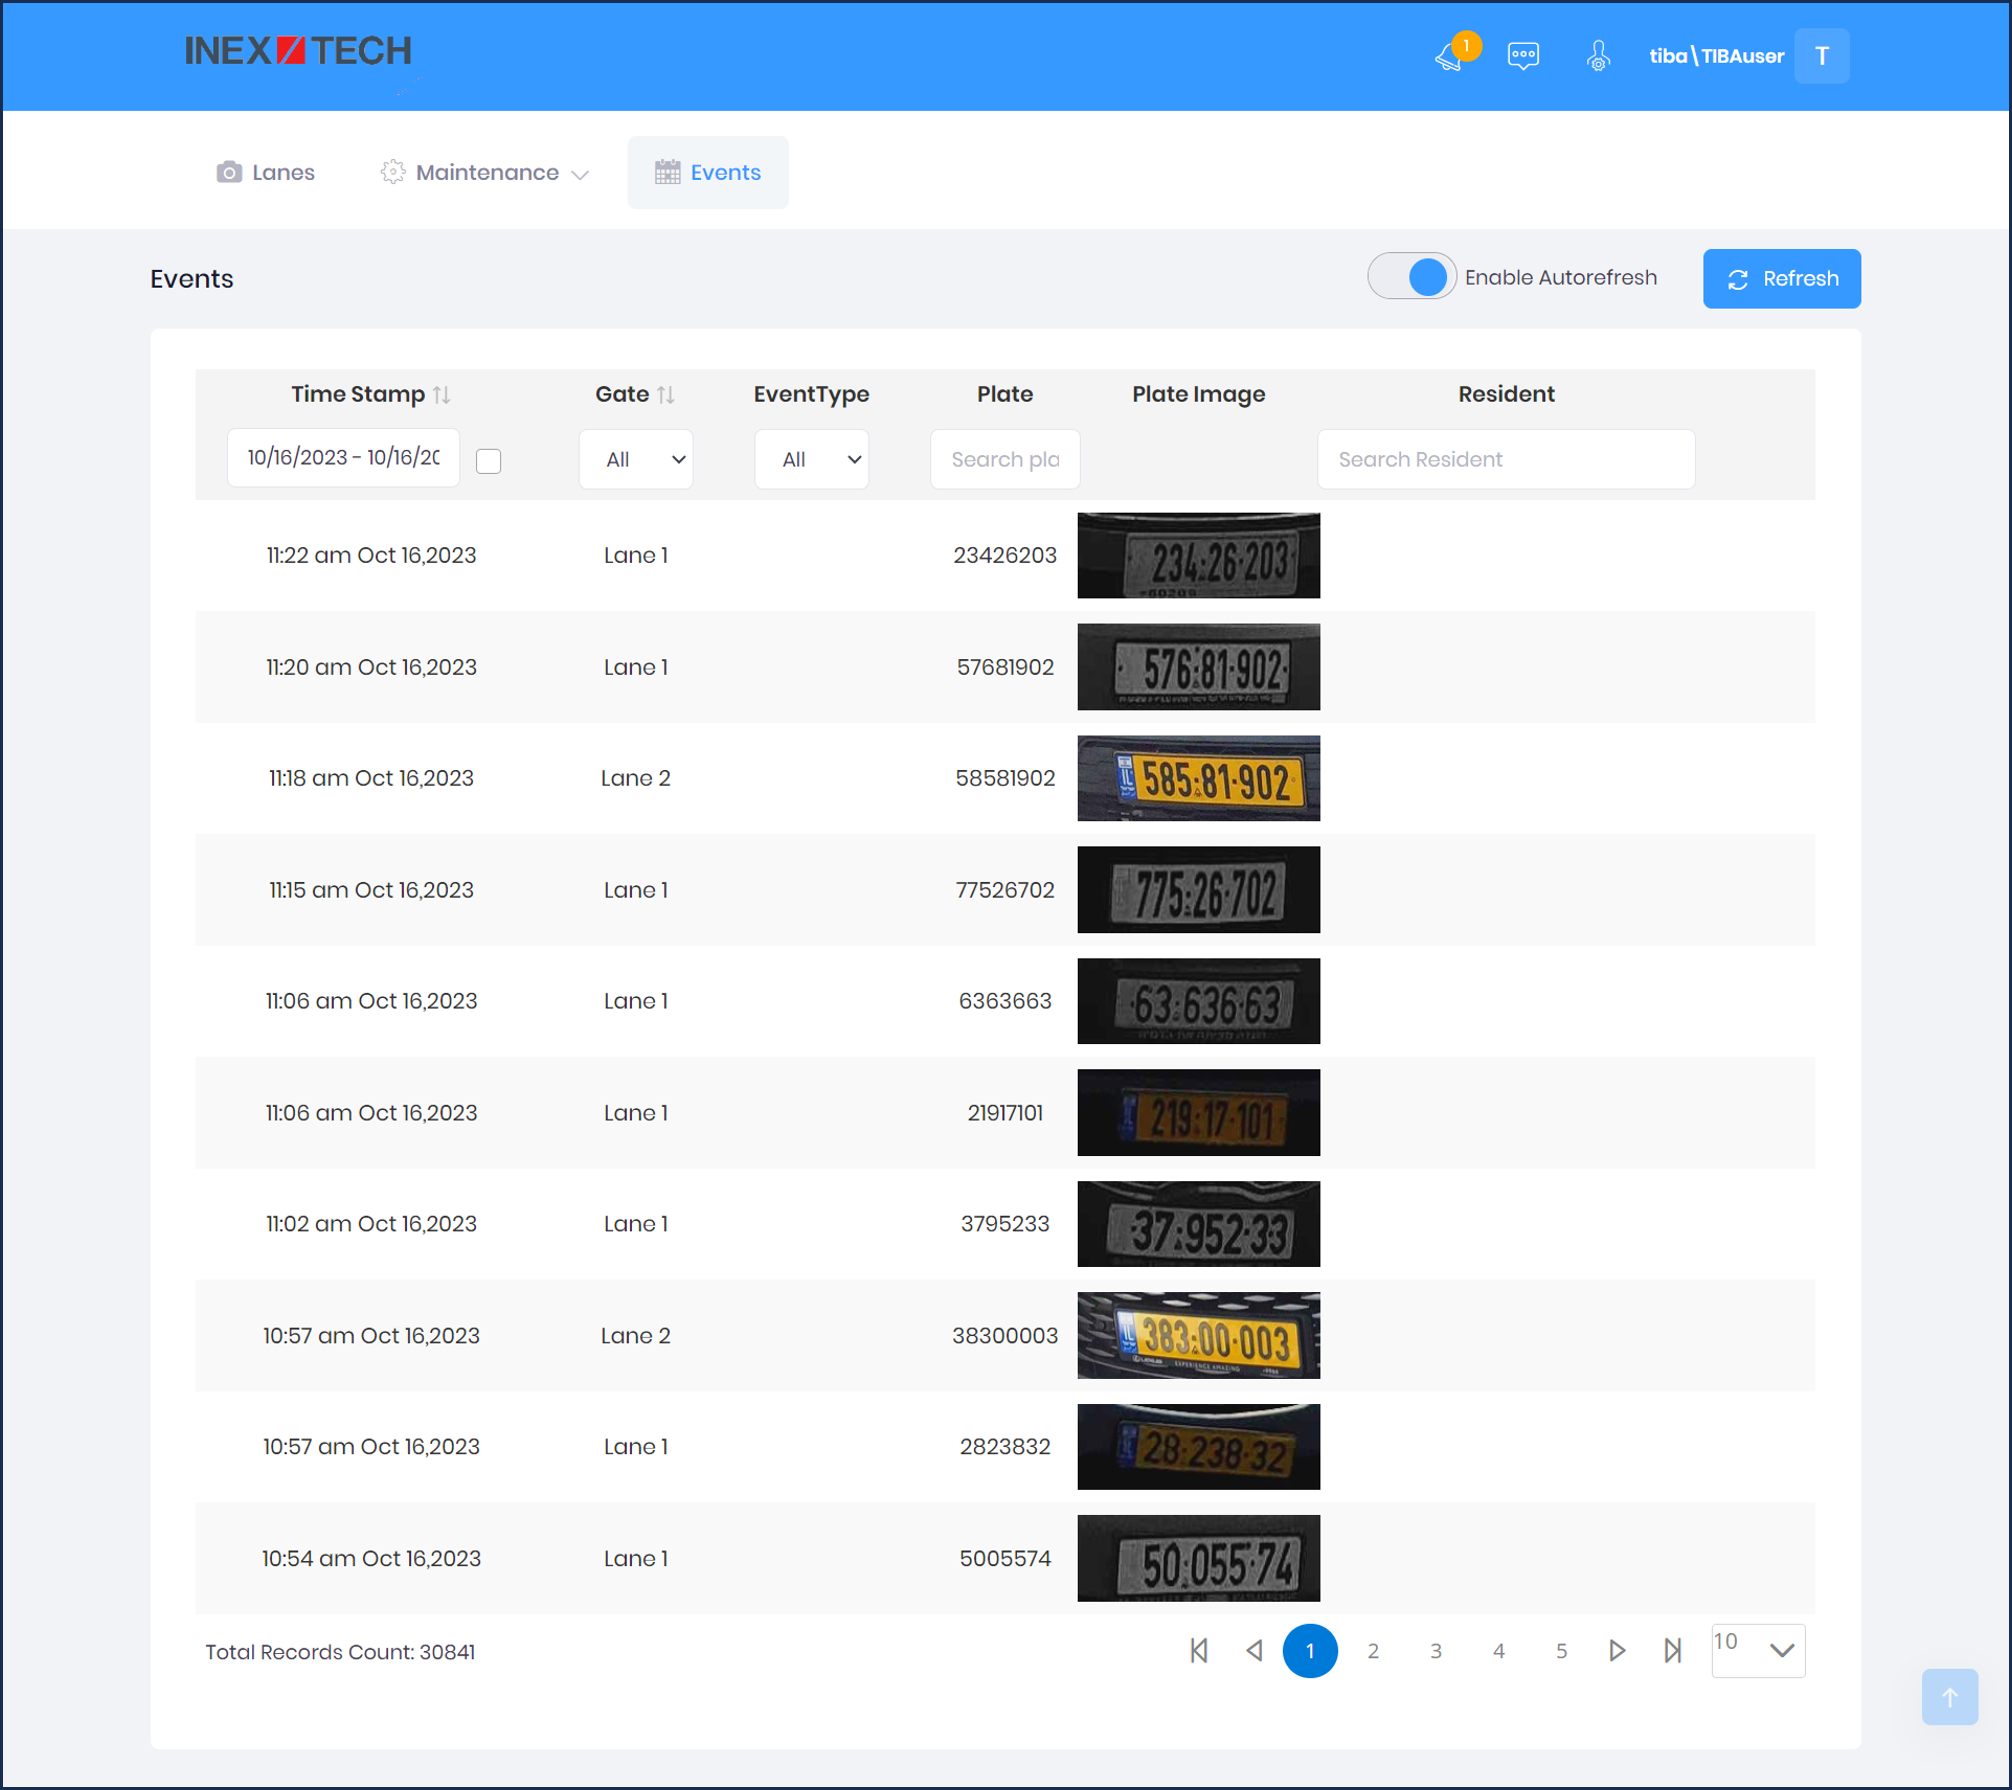 INEX TECH
1
tiba\TIBAuser
T
Lanes
Maintenance
Events
Events
Enable Autorefresh
Refresh
Time Stamp
Gate
EventType
Plate
Plate Image
Resident
10/16/2023 - 10/16/20
All
All
Search pla
Search Resident
11:22 am Oct 16,2023
Lane 1
23426203
234·26·203
11:20 am Oct 16,2023
Lane 1
57681902
576·81·902
11:18 am Oct 16,2023
Lane 2
58581902
IL 585·81·902
11:15 am Oct 16,2023
Lane 1
77526702
775·26·702
11:06 am Oct 16,2023
Lane 1
6363663
63·636·63
11:06 am Oct 16,2023
Lane 1
21917101
219·17·101
11:02 am Oct 16,2023
Lane 1
3795233
37·952·33
10:57 am Oct 16,2023
Lane 2
38300003
IL 383·00·003
EXPERIENCE AMAZING
10:57 am Oct 16,2023
Lane 1
2823832
28·238·32
10:54 am Oct 16,2023
Lane 1
5005574
50·055·74
Total Records Count: 30841
1
2
3
4
5
10